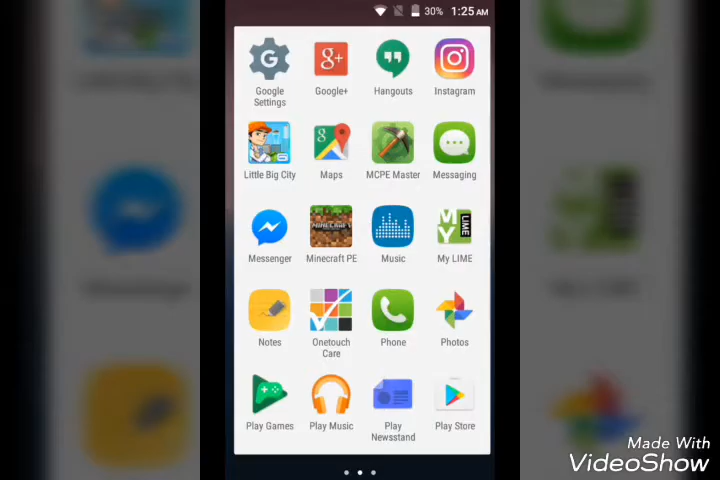 30% 1:25 AM
Google Settings
Google+
Hangouts
Instagram
Little Big City
Maps
MCPE Master
Messaging
Messenger
Minecraft PE
Music
My LIME
Notes
Onetouch Care
Phone
Photos
Play Games
Play Music
Play Newsstand
Play Store
Made With
VideoShow